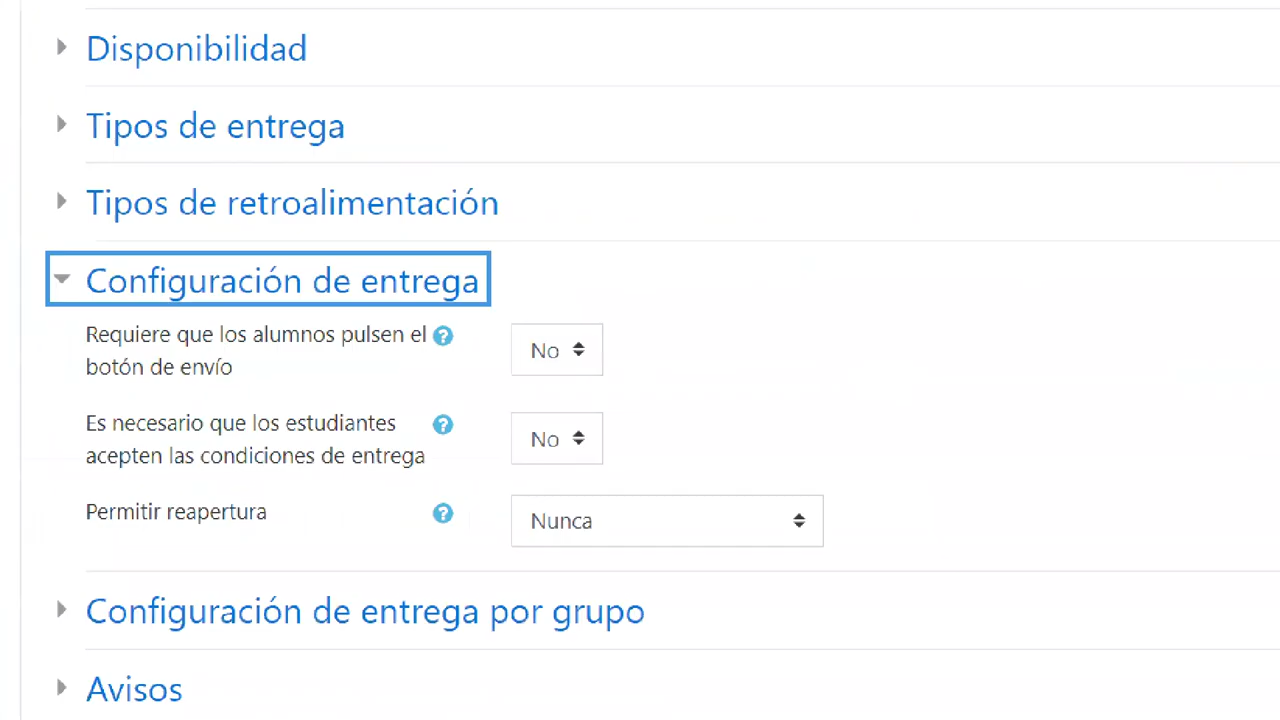 Disponibilidad
Tipos de entrega
Tipos de retroalimentación
Configuración de entrega
Requiere que los alumnos pulsen el
botón de envío
No
Es necesario que los estudiantes
acepten las condiciones de entrega
No
Permitir reapertura
Nunca
Configuración de entrega por grupo
Avisos